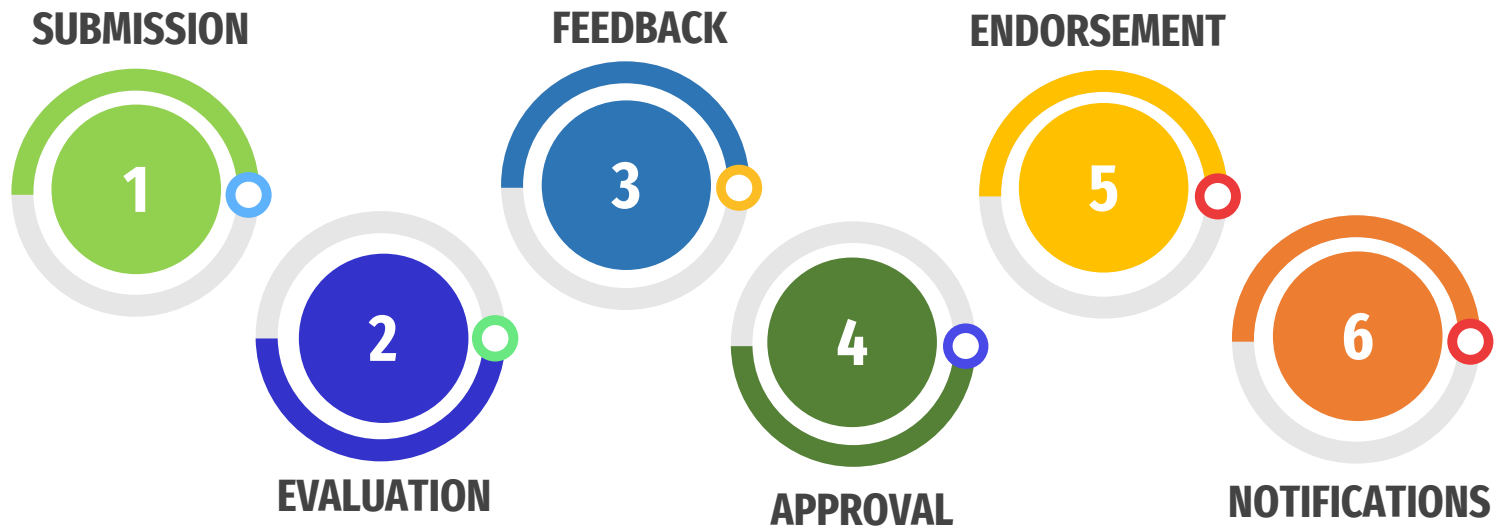 SUBMISSION
1
EVALUATION
2
FEEDBACK
3
APPROVAL
4
ENDORSEMENT
5
NOTIFICATIONS
6